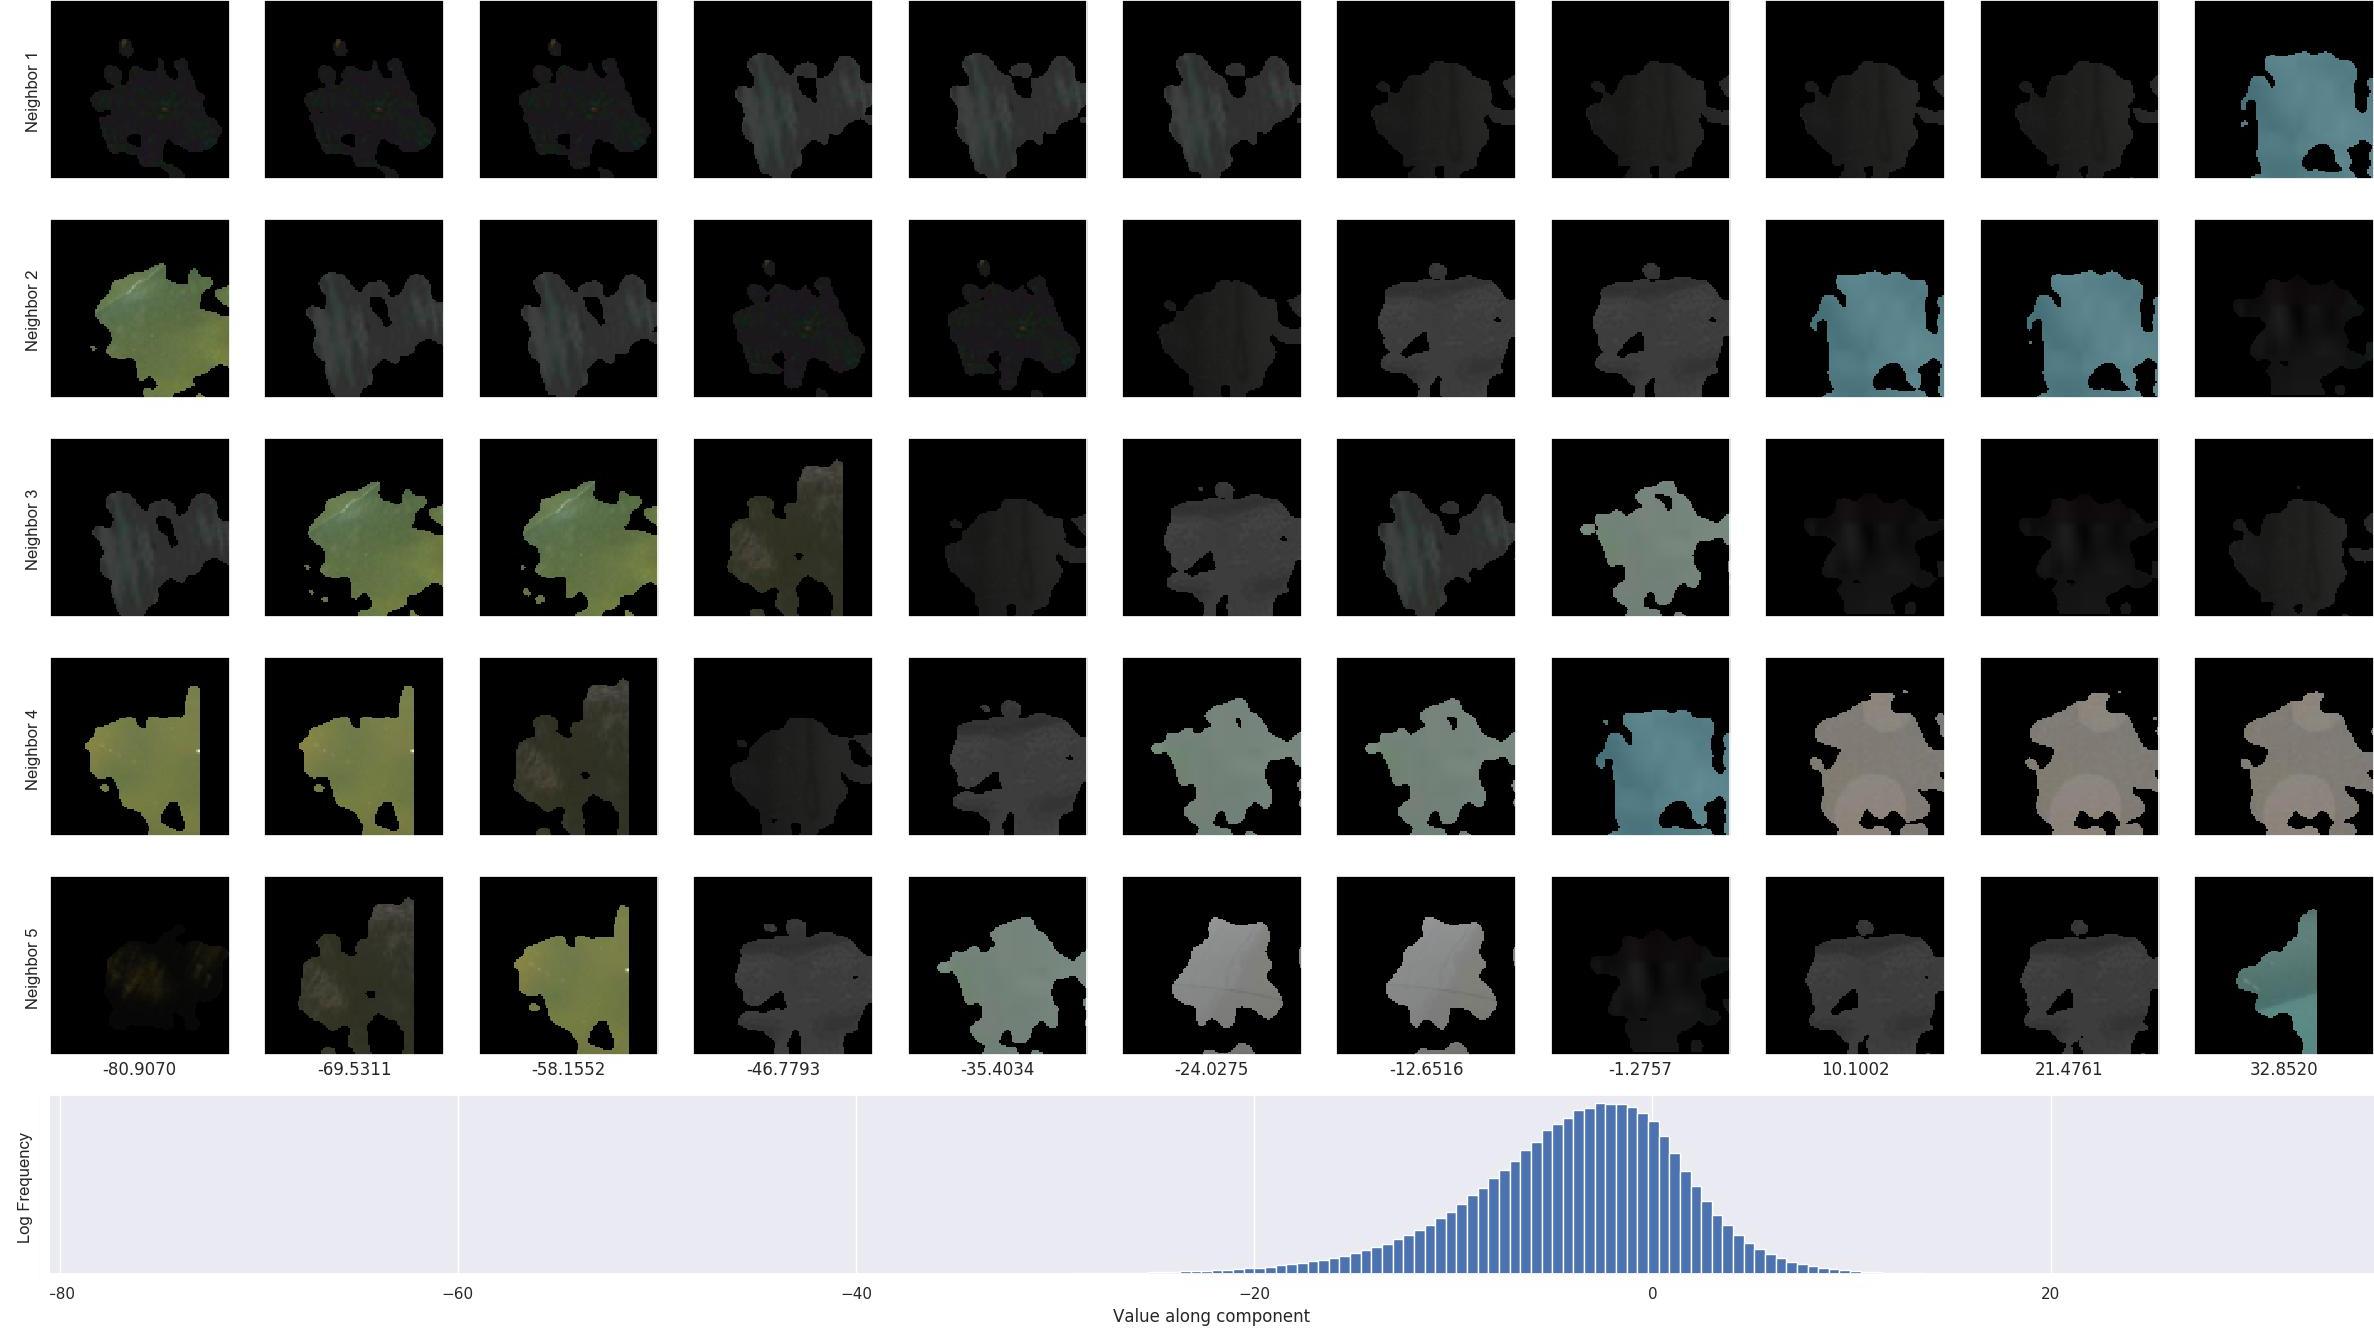 Neighbor 1
Neighbor 2
Neighbor 3
Neighbor 4
Neighbor 5
-80.9070 -69.5311 -58.1552 -46.7793 -35.4034 -24.0275 -12.6516 -1.2757 10.1002 21.4761 32.8520
Log Frequency
-80 −60 −40 −20 0 20
Value along component